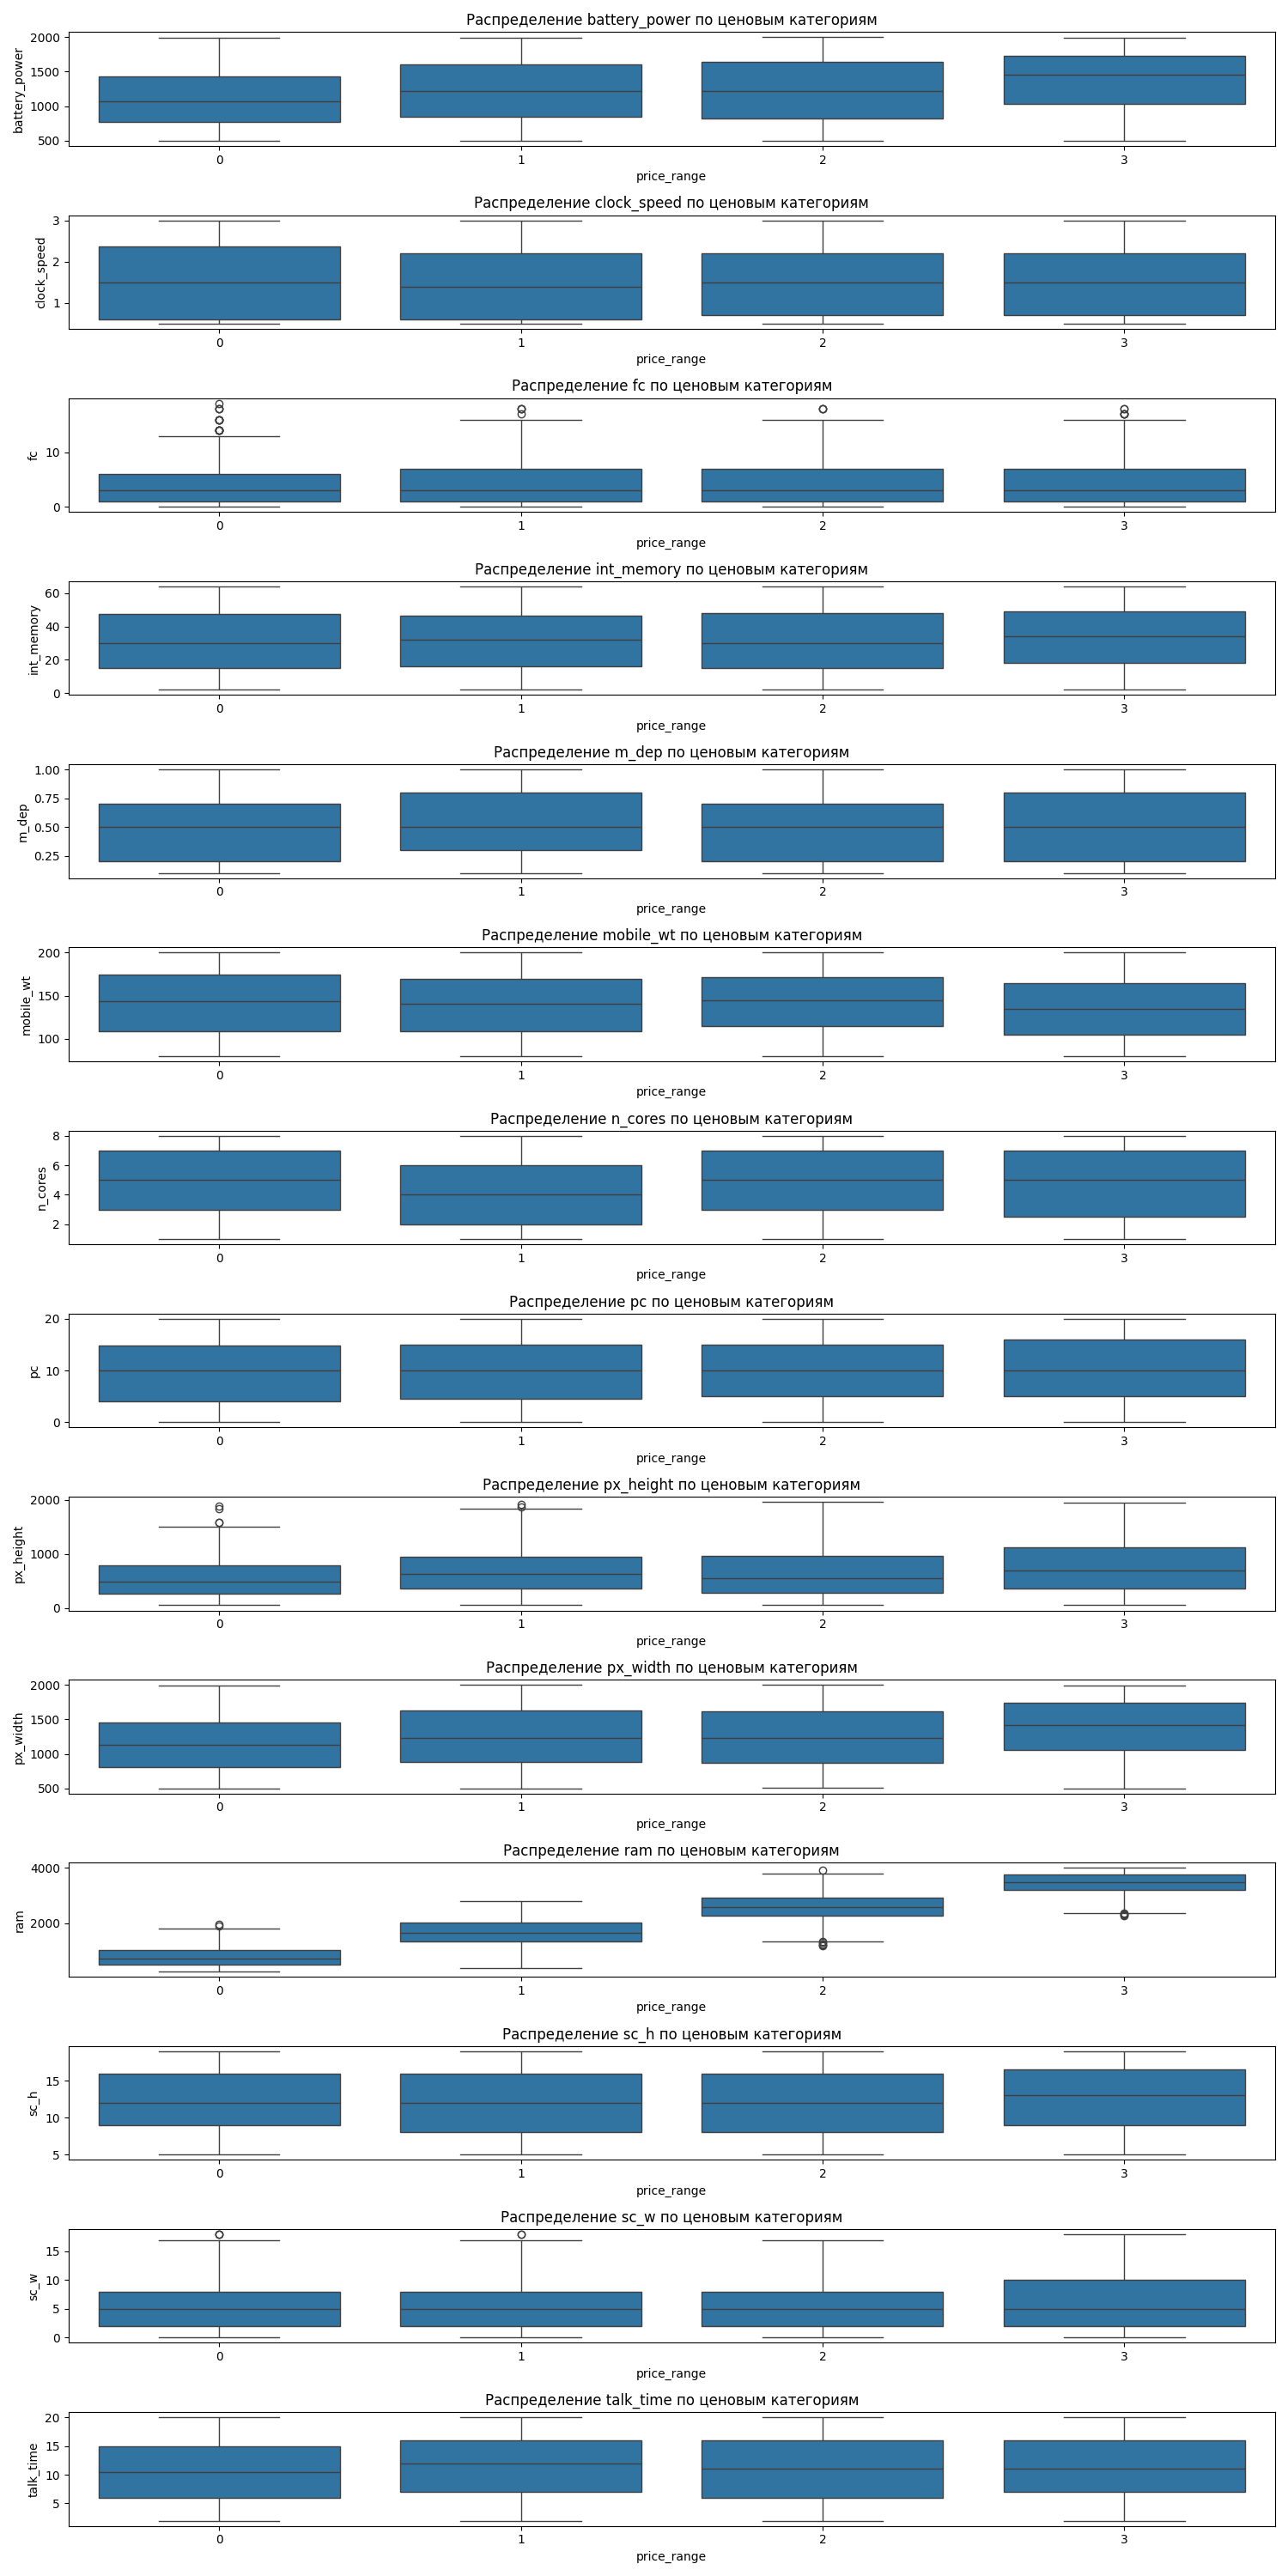 Распределение battery_power по ценовым категориям
battery_power
2000
1500
1000
500
0 1 2 3
price_range
Распределение clock_speed по ценовым категориям
clock_speed
3
2
1
0 1 2 3
price_range
Распределение fc по ценовым категориям
fc
10
0
0 1 2 3
price_range
Распределение int_memory по ценовым категориям
int_memory
60
40
20
0
0 1 2 3
price_range
Распределение m_dep по ценовым категориям
m_dep
1.00
0.75
0.50
0.25
0 1 2 3
price_range
Распределение mobile_wt по ценовым категориям
mobile_wt
200
150
100
0 1 2 3
price_range
Распределение n_cores по ценовым категориям
n_cores
8
6
4
2
0 1 2 3
price_range
Распределение pc по ценовым категориям
pc
20
10
0
0 1 2 3
price_range
Распределение px_height по ценовым категориям
px_height
2000
1000
0
0 1 2 3
price_range
Распределение px_width по ценовым категориям
px_width
2000
1500
1000
500
0 1 2 3
price_range
Распределение ram по ценовым категориям
ram
4000
2000
0 1 2 3
price_range
Распределение sc_h по ценовым категориям
sc_h
15
10
5
0 1 2 3
price_range
Распределение sc_w по ценовым категориям
sc_w
15
10
5
0
0 1 2 3
price_range
Распределение talk_time по ценовым категориям
talk_time
20
15
10
5
0 1 2 3
price_range